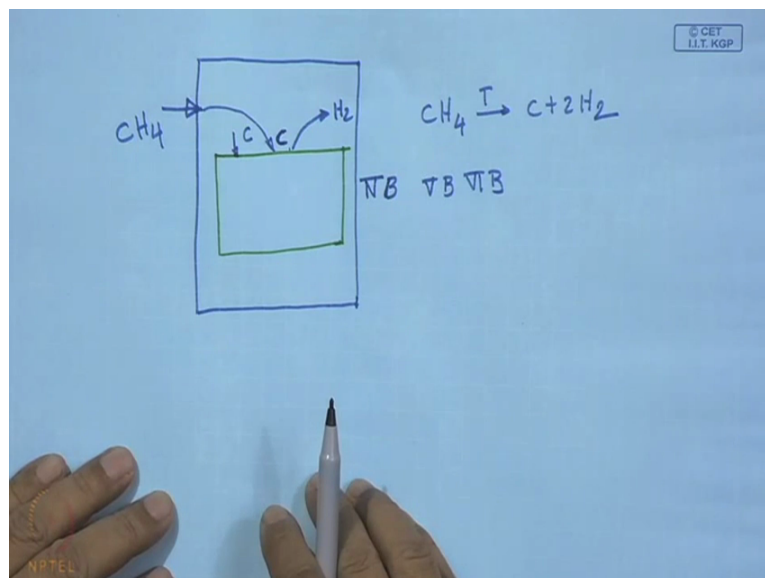 © CET
I.I.T. KGP
CH4
C
C
H2
CH4 T→ C+2H2
IVB VB VIB
NPTEL